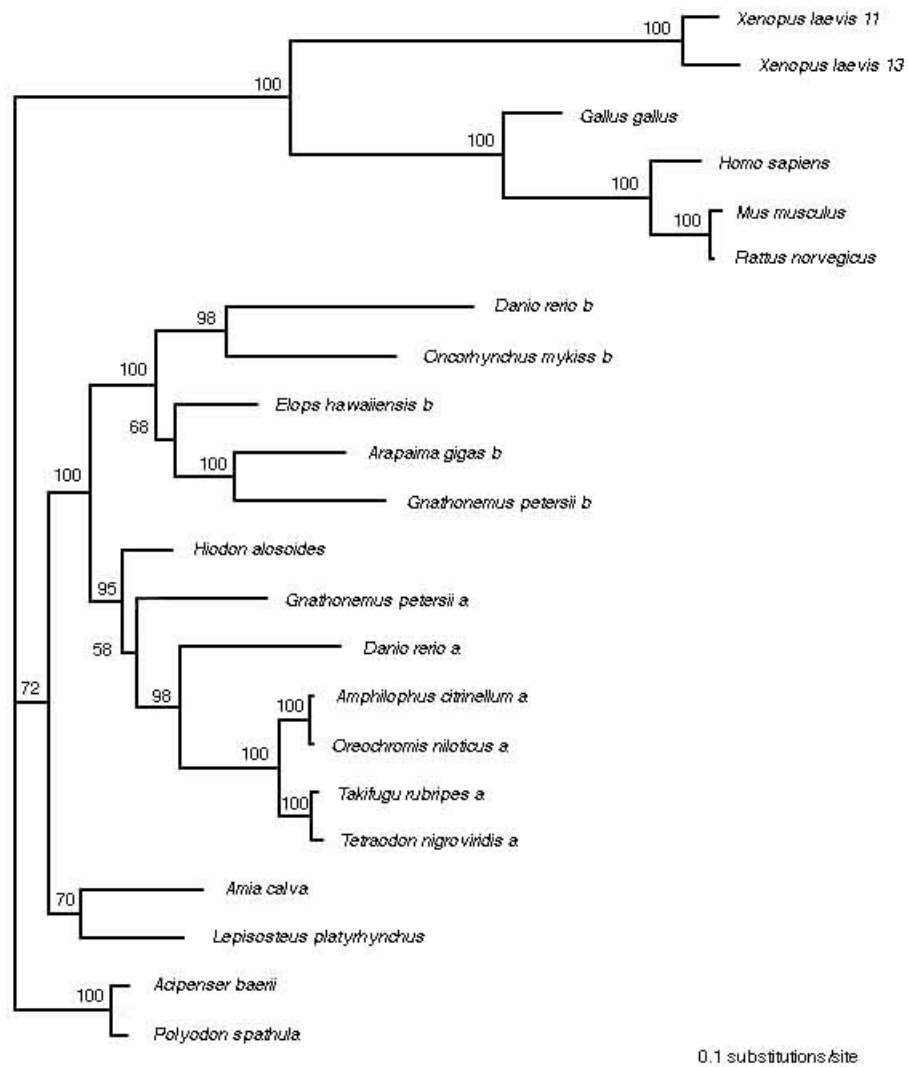 Xenopus laevis 11
100
Xenopus laevis 13
100
Gallus gallus
100
Homo sapiens
100
Mus musculus
100
Rattus norvegicus
Danio rerio b
98
Oncorhynchus mykiss b
100
Elops hawaiiensis b
68
Arapaima gigas b
100
100
Gnathonemus petersii b
Hiodon alosoides
95
Gnathonemus petersii a
58
Danio rerio a
98
Amphilophus citrinellum a
100
Oreochromis niloticus a
100
Takifugu rubripes a
100
Tetraodon nigroviridis a
72
Amia calva
70
Lepisosteus platyrhynchus
Acipenser baerii
100
Polyodon spathula
0.1 substitutions/site